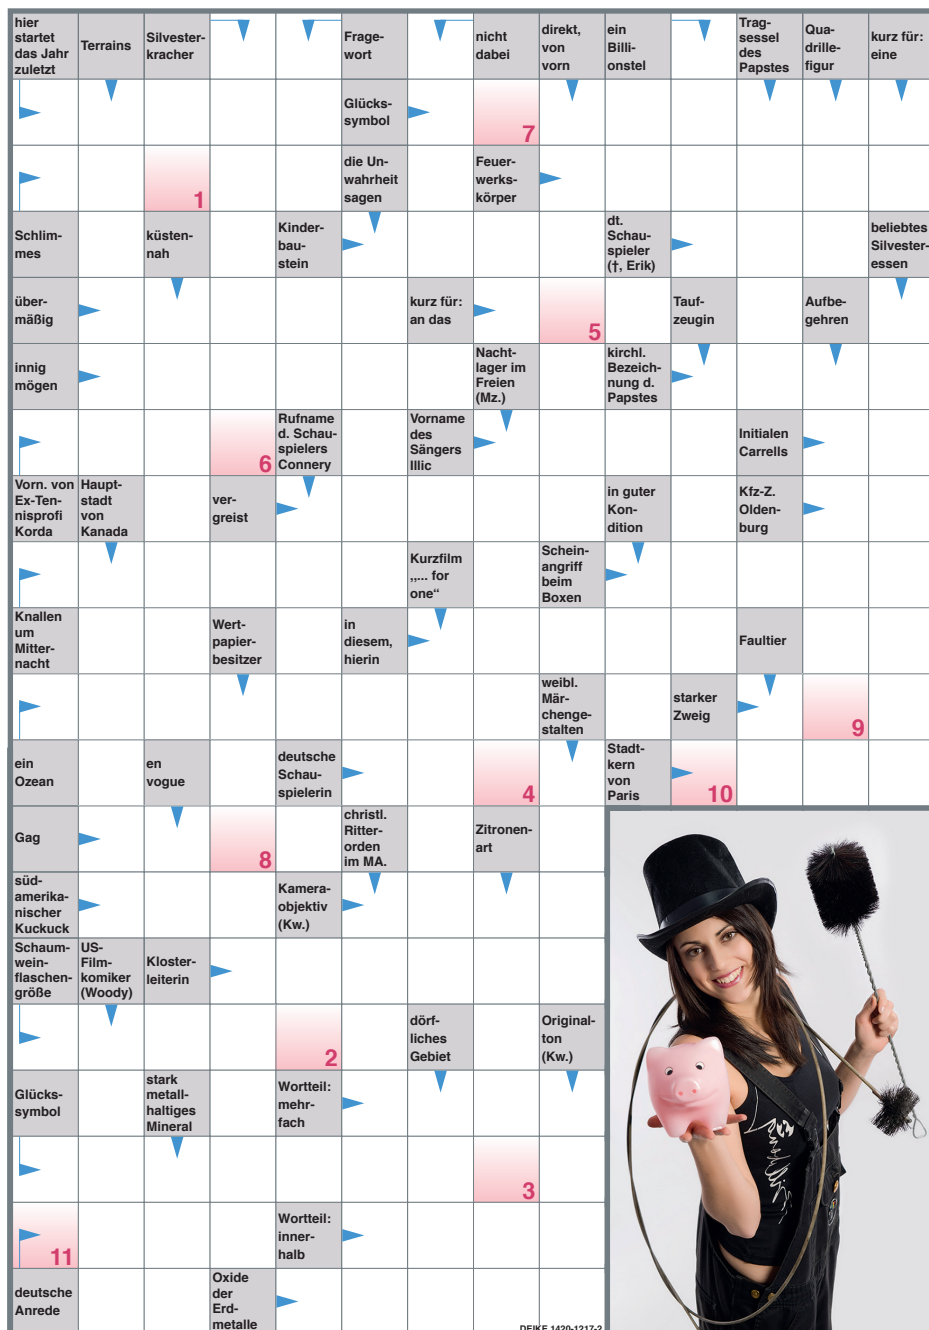 hier
startet
das Jahr
zuletzt
Terrains
Silvester-
kracher
Frage-
wort
nicht
dabei
direkt,
von
vorn
ein
Billi-
onstel
Trag-
sessel
des
Papstes
Qua-
drille-
figur
kurz für:
eine
Glücks-
symbol
7
1
die Un-
wahrheit
sagen
Feuer-
werks-
körper
Schlim-
mes
küsten-
nah
Kinder-
bau-
stein
dt.
Schau-
spieler
(†, Erik)
beliebtes
Silvester-
essen
über-
mäßig
kurz für:
an das
5
Tauf-
zeugin
Aufbe-
gehren
innig
mögen
Nacht-
lager im
Freien
(Mz.)
kirchl.
Bezeich-
nung d.
Papstes
6
Rufname
d. Schau-
spielers
Connery
Vorname
des
Sängers
Illic
Initialen
Carrells
Vorn. von
Ex-Ten-
nisprofi
Korda
Haupt-
stadt
von
Kanada
ver-
greist
in guter
Kon-
dition
Kfz-Z.
Olden-
burg
Kurzfilm
„... for
one“
Schein-
angriff
beim
Boxen
Knallen
um
Mitter-
nacht
Wert-
papier-
besitzer
in
diesem,
hierin
Faultier
weibl.
Mär-
chenge-
stalten
starker
Zweig
9
ein
Ozean
en
vogue
deutsche
Schau-
spielerin
4
Stadt-
kern
von
Paris
10
Gag
8
christl.
Ritter-
orden
im MA.
Zitronen-
art
süd-
amerika-
nischer
Kuckuck
Kamera-
objektiv
(Kw.)
Schaum-
wein-
flaschen-
größe
US-
Film-
komiker
(Woody)
Kloster-
leiterin
2
dörf-
liches
Gebiet
Original-
ton
(Kw.)
Glücks-
symbol
stark
metall-
haltiges
Mineral
Wortteil:
mehr-
fach
3
11
Wortteil:
inner-
halb
deutsche
Anrede
Oxide
der
Erd-
metalle
DEIKE 1420-1217-2